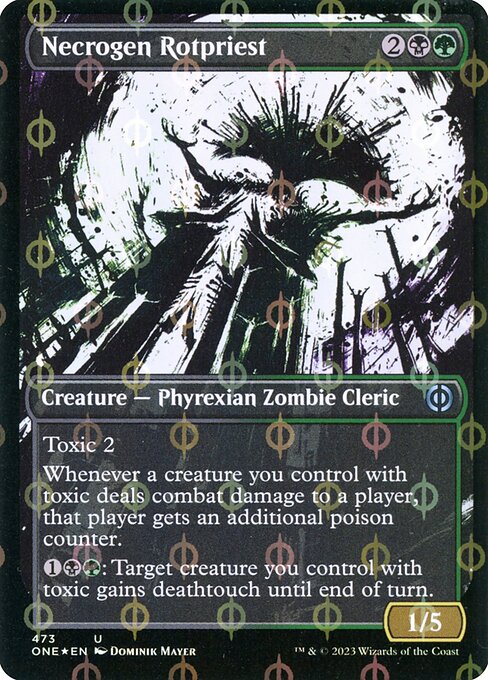 Necrogen Rotpriest 2
Creature — Phyrexian Zombie Cleric
Toxic 2
Whenever a creature you control with
toxic deals combat damage to a player,
that player gets an additional poison
counter.
1: Target creature you control with
toxic gains deathtouch until end of turn.
1/5
473 U
ONE★EN DOMINIK MAYER ™ & © 2023 Wizards of the Coast